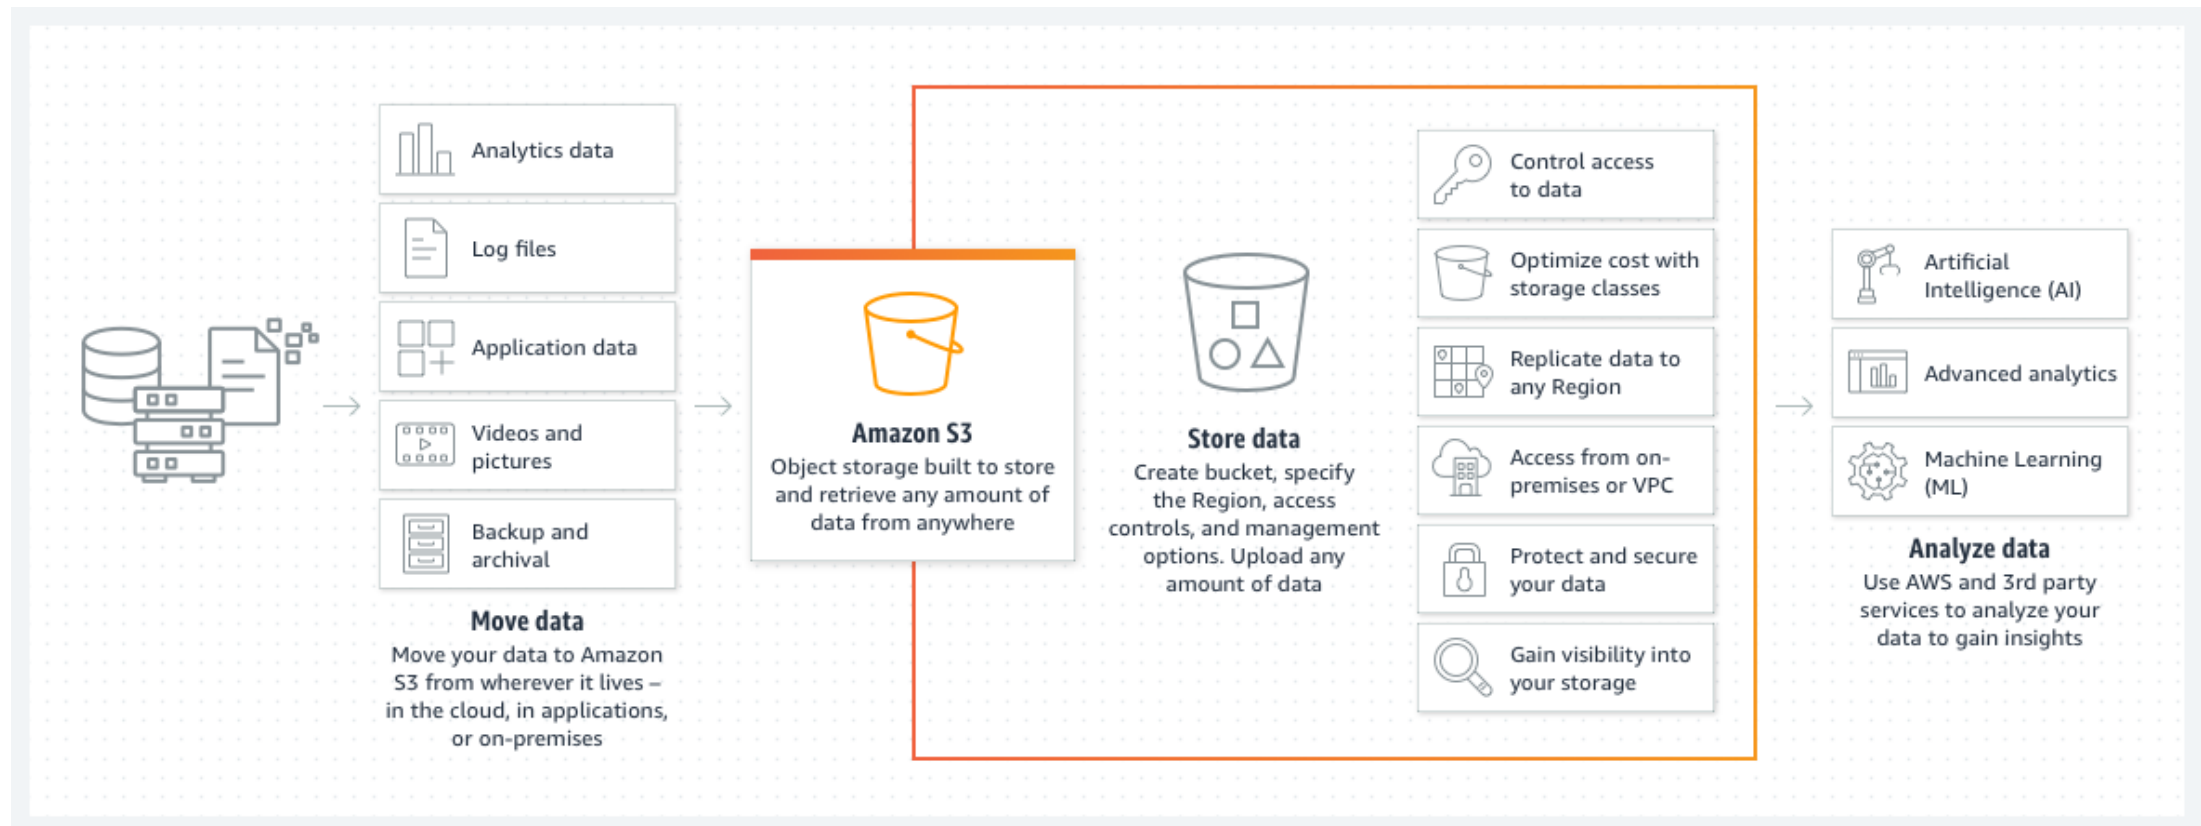 Analytics data
Log files
Application data
Videos and
pictures
Backup and
archival
Move data
Move your data to Amazon
S3 from wherever it lives –
in the cloud, in applications,
or on-premises
Amazon S3
Object storage built to store
and retrieve any amount of
data from anywhere
Store data
Create bucket, specify
the Region, access
controls, and management
options. Upload any
amount of data
Control access
to data
Optimize cost with
storage classes
Replicate data to
any Region
Access from on-
premises or VPC
Protect and secure
your data
Gain visibility into
your storage
Artificial
Intelligence (AI)
Advanced analytics
Machine Learning
(ML)
Analyze data
Use AWS and 3rd party
services to analyze your
data to gain insights